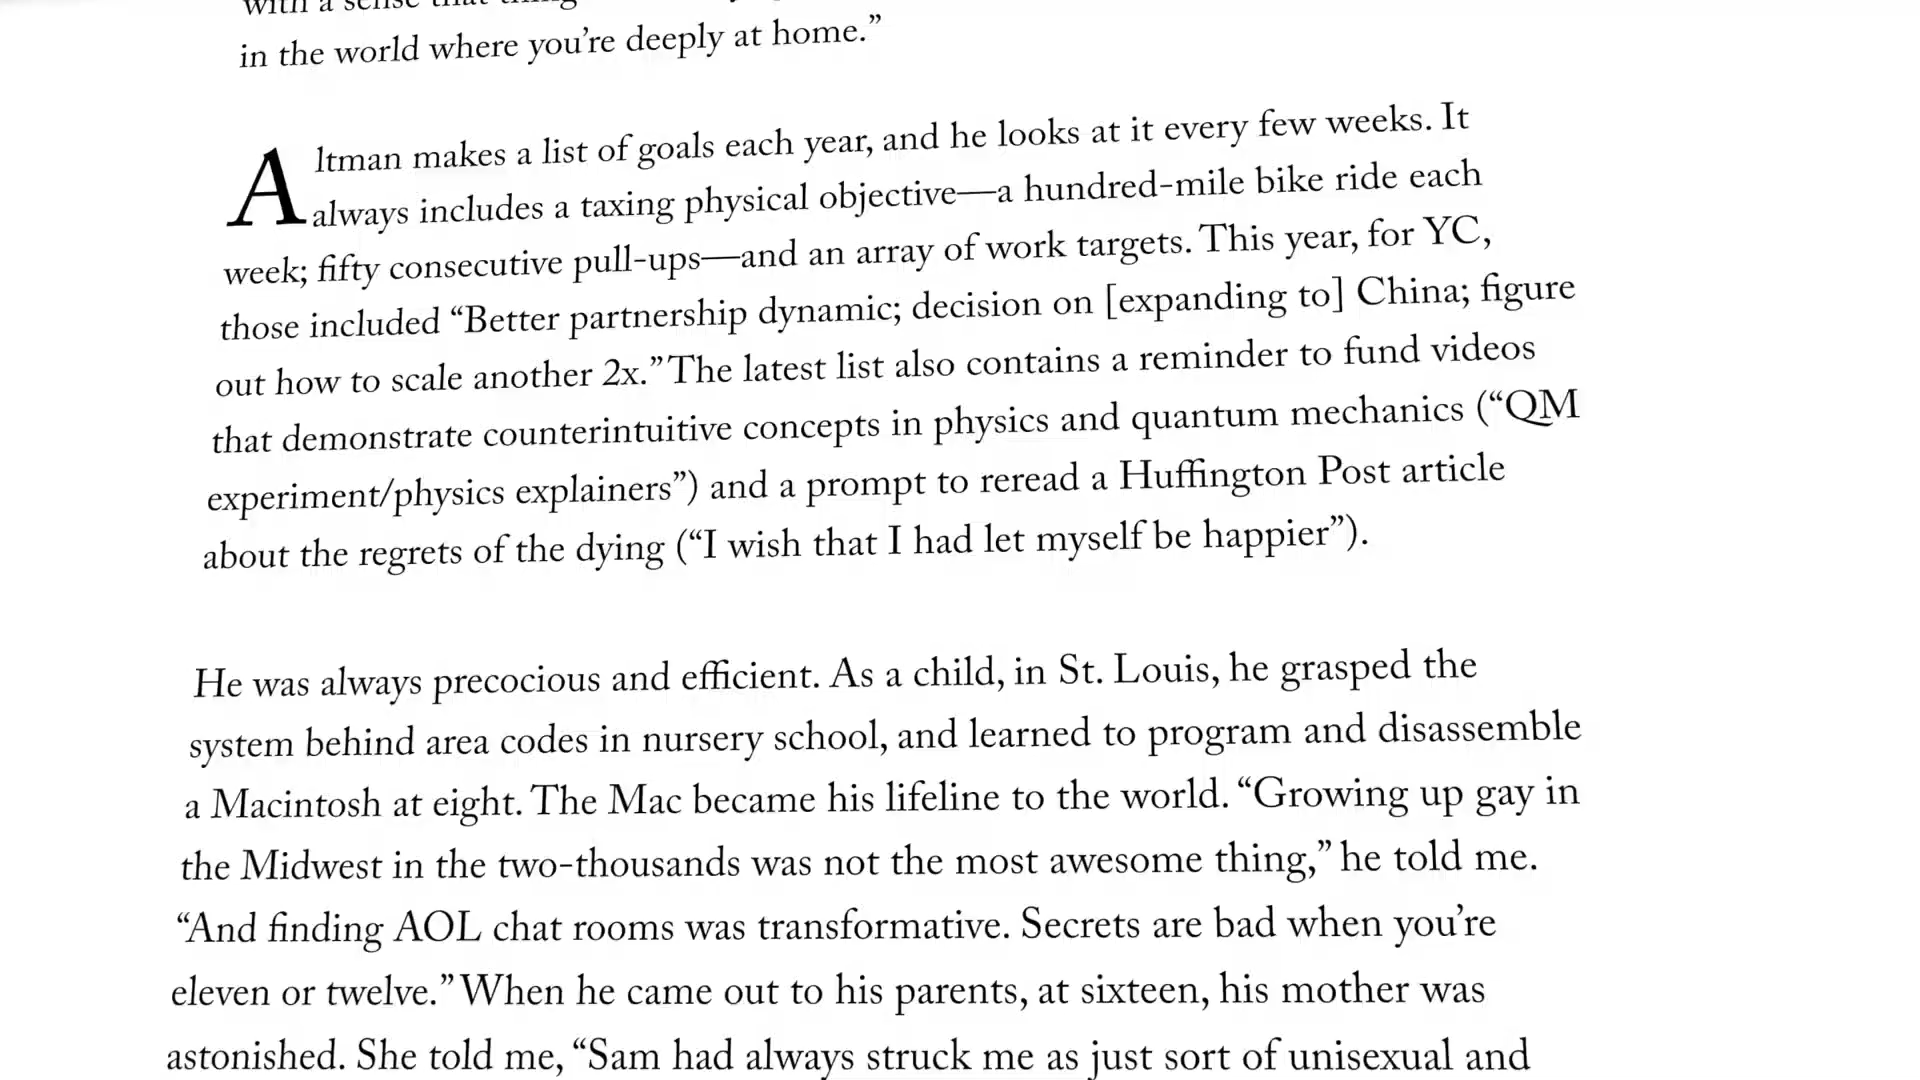 with a sense that
in the world where you’re deeply at home.”
Altman makes a list of goals each year, and he looks at it every few weeks. It
always includes a taxing physical objective—a hundred-mile bike ride each
week; fifty consecutive pull-ups—and an array of work targets. This year, for YC,
those included “Better partnership dynamic; decision on [expanding to] China; figure
out how to scale another 2x.” The latest list also contains a reminder to fund videos
that demonstrate counterintuitive concepts in physics and quantum mechanics (“QM
experiment/physics explainers”) and a prompt to reread a Huffington Post article
about the regrets of the dying (“I wish that I had let myself be happier”).
He was always precocious and efficient. As a child, in St. Louis, he grasped the
system behind area codes in nursery school, and learned to program and disassemble
a Macintosh at eight. The Mac became his lifeline to the world. “Growing up gay in
the Midwest in the two-thousands was not the most awesome thing,” he told me.
“And finding AOL chat rooms was transformative. Secrets are bad when you’re
eleven or twelve.” When he came out to his parents, at sixteen, his mother was
astonished. She told me, “Sam had always struck me as just sort of unisexual and